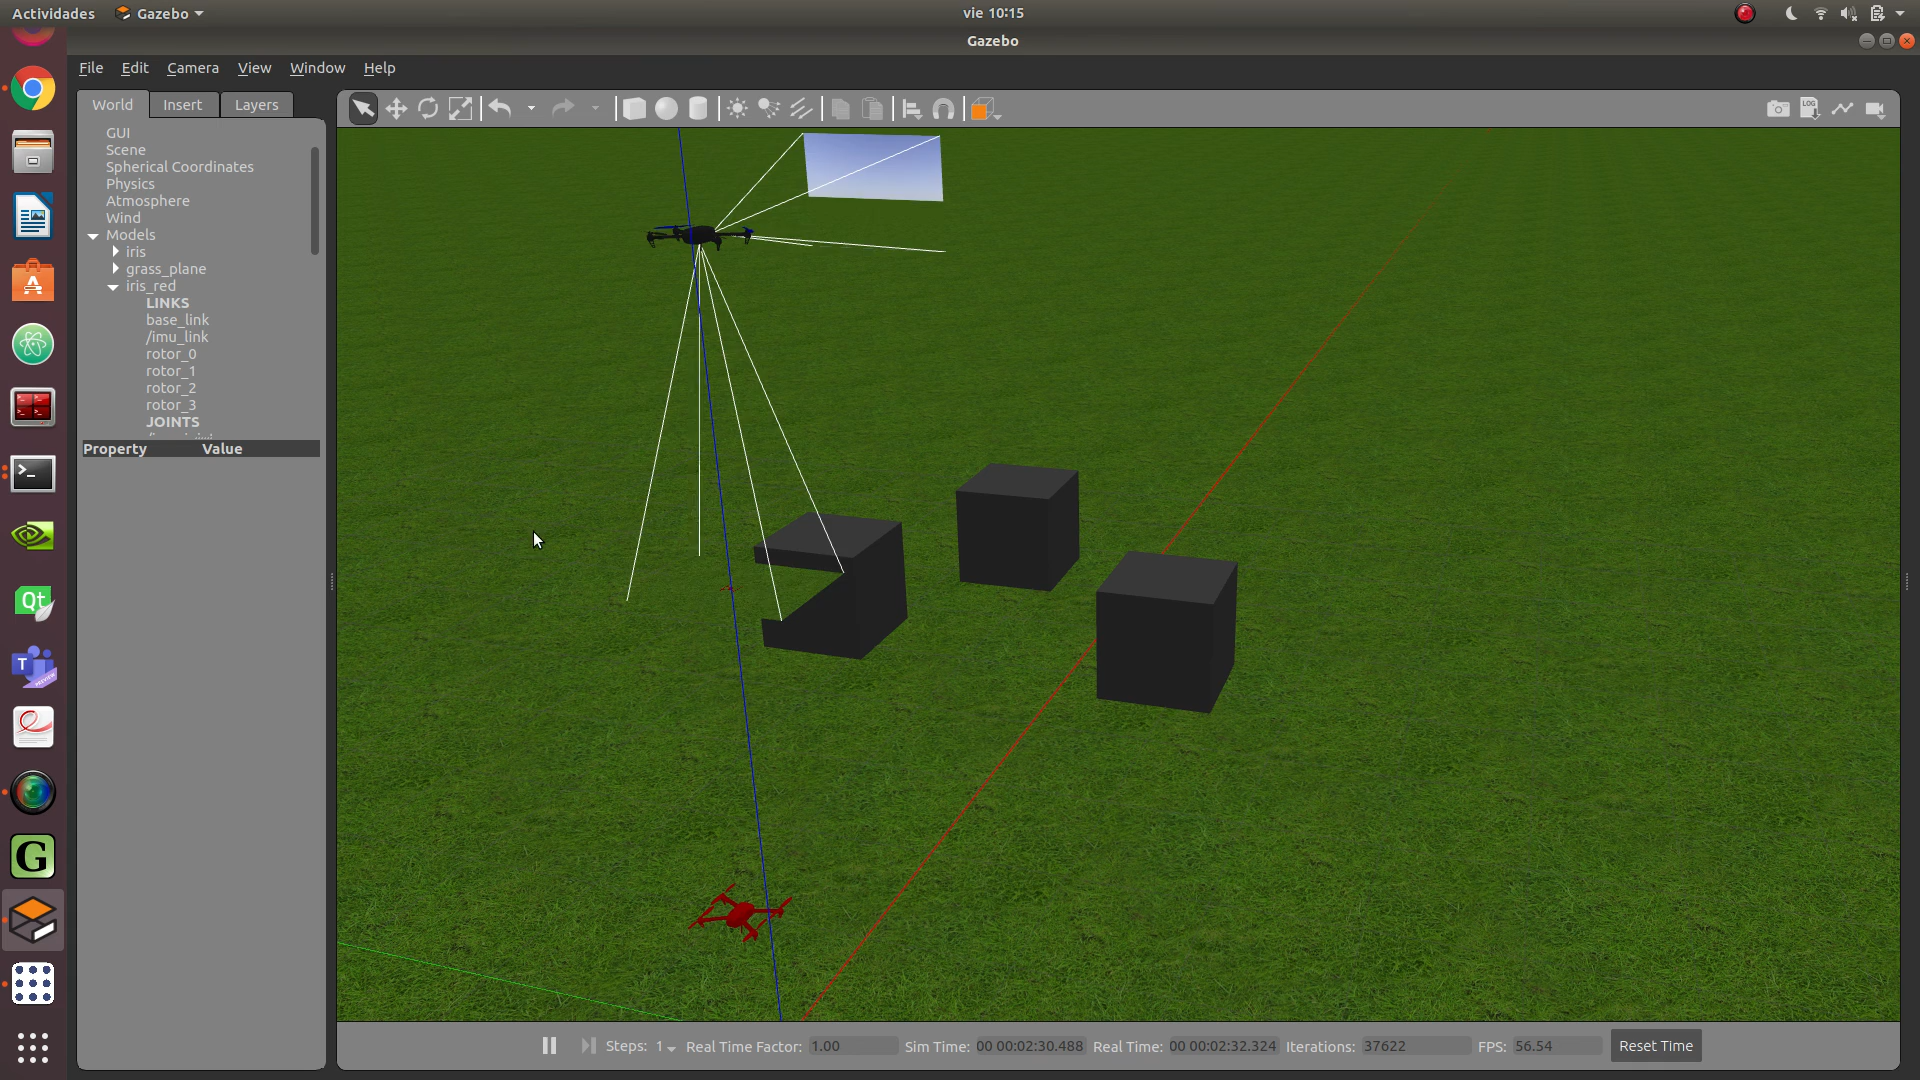 Actividades Gazebo vie 10:15
Gazebo
File Edit Camera View Window Help
World Insert Layers
LOG
GUI
Scene
Spherical Coordinates
Physics
Atmosphere
Wind
Models
iris
grass_plane
iris_red
LINKS
base_link
/imu_link
rotor_0
rotor_1
rotor_2
rotor_3
JOINTS
Property Value
Qt
T
PREVIEW
G
Steps: 1 Real Time Factor: 1.00 Sim Time: 00 00:02:30.488 Real Time: 00 00:02:32.324 Iterations: 37622 FPS: 56.54 Reset Time